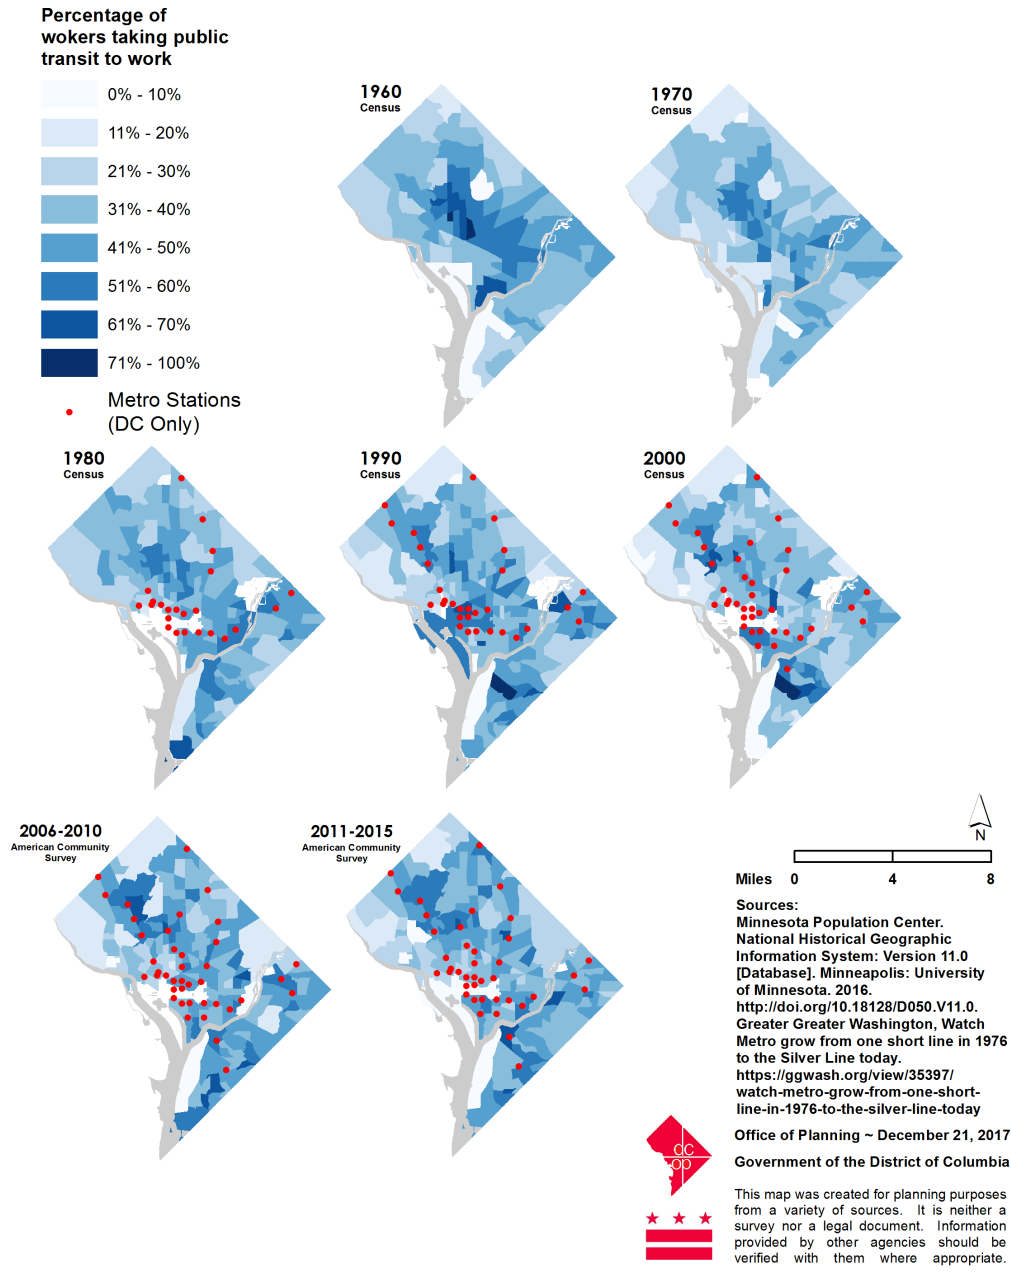 Percentage of
wokers taking public
transit to work
0% - 10%
11% - 20%
21% - 30%
31% - 40%
41% - 50%
51% - 60%
61% - 70%
71% - 100%
Metro Stations
(DC Only)
1960
Census
1970
Census
1980
Census
1990
Census
2000
Census
2006-2010
American Community
Survey
2011-2015
American Community
Survey
N
Miles 0 4 8
Sources:
Minnesota Population Center.
National Historical Geographic
Information System: Version 11.0
[Database]. Minneapolis: University
of Minnesota. 2016.
http://doi.org/10.18128/D050.V11.0.
Greater Greater Washington, Watch
Metro grow from one short line in 1976
to the Silver Line today.
https://ggwash.org/view/35397/
watch-metro-grow-from-one-short-
line-in-1976-to-the-silver-line-today
dc
op
Office of Planning ~ December 21, 2017
Government of the District of Columbia
This map was created for planning purposes
from a variety of sources. It is neither a
survey nor a legal document. Information
provided by other agencies should be
verified with them where appropriate.